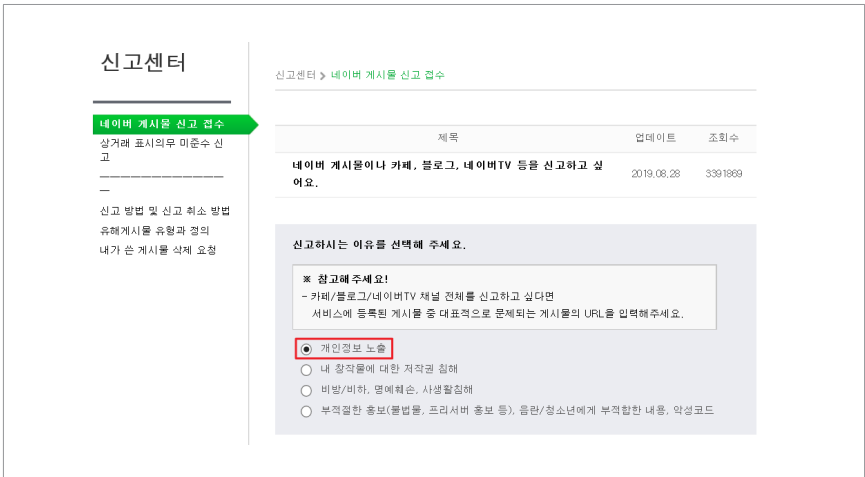 신고센터
신고센터 > 네이버 게시물 신고 접수
네이버 게시물 신고 접수
상거래 표시의무 미준수 신
고
신고 방법 및 신고 취소 방법
유해게시물 유형과 정의
내가 쓴 게시물 삭제 요청
제목 업데이트 조회수
네이버 게시물이나 카페, 블로그, 네이버TV 등을 신고하고 싶
어요.
2019.08.28 3391869
신고하시는 이유를 선택해 주세요.
※ 참고해주세요!
- 카페/블로그/네이버TV 채널 전체를 신고하고 싶다면
서비스에 등록된 게시물 중 대표적으로 문제되는 게시물의 URL을 입력해주세요.
개인정보 노출
내 창작물에 대한 저작권 침해
비방/비하, 명예훼손, 사생활침해
부적절한 홍보(불법물, 프리서버 홍보 등), 음란/청소년에게 부적합한 내용, 악성코드